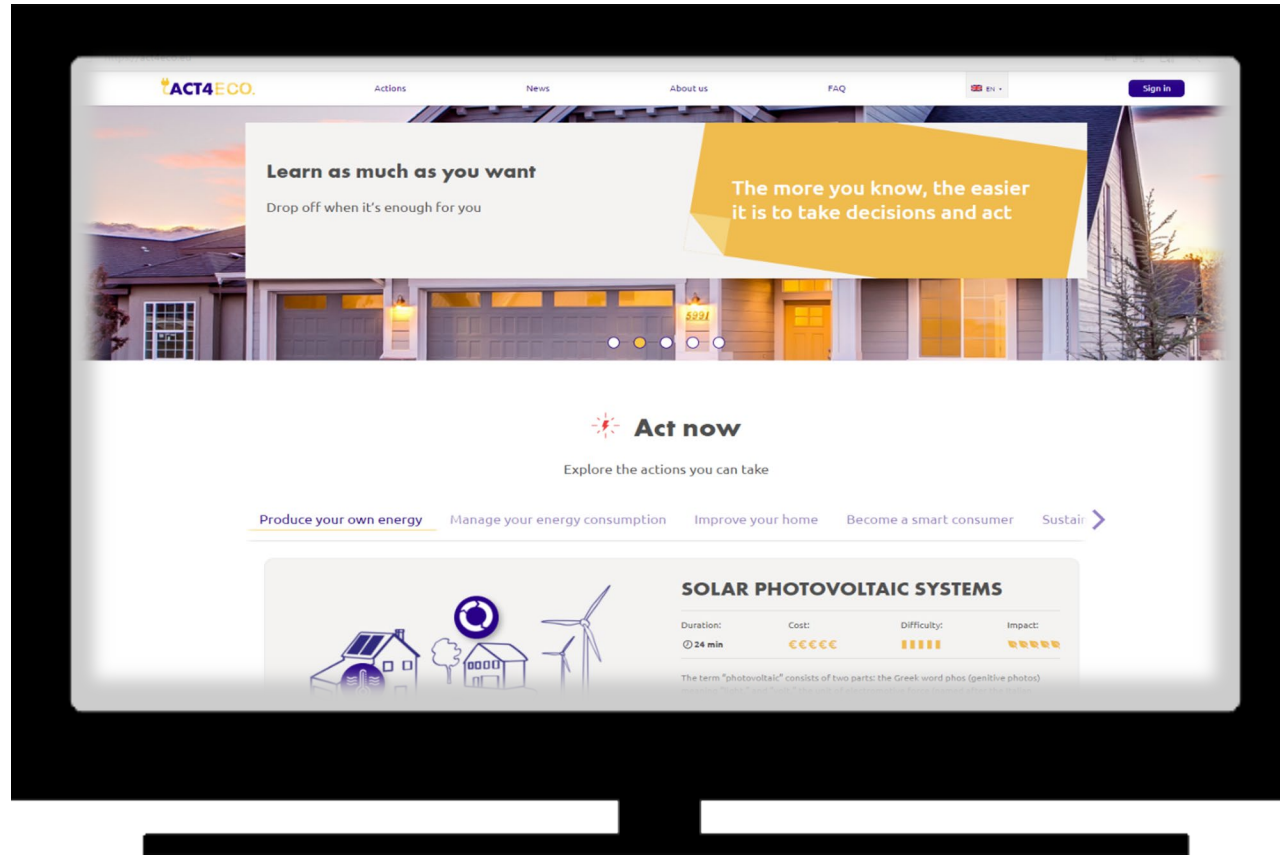 ACT4ECO.
Actions
News
About us
FAQ
EN
Sign in
Learn as much as you want
Drop off when it's enough for you
The more you know, the easier
it is to take decisions and act
5991
Act now
Explore the actions you can take
Produce your own energy
Manage your energy consumption
Improve your home
Become a smart consumer
Sustain
SOLAR PHOTOVOLTAIC SYSTEMS
Duration:
Cost:
Difficulty:
Impact:
24 min
€€€€€
The term "photovoltaic" consists of two parts: the Greek word phos (genitive photos)